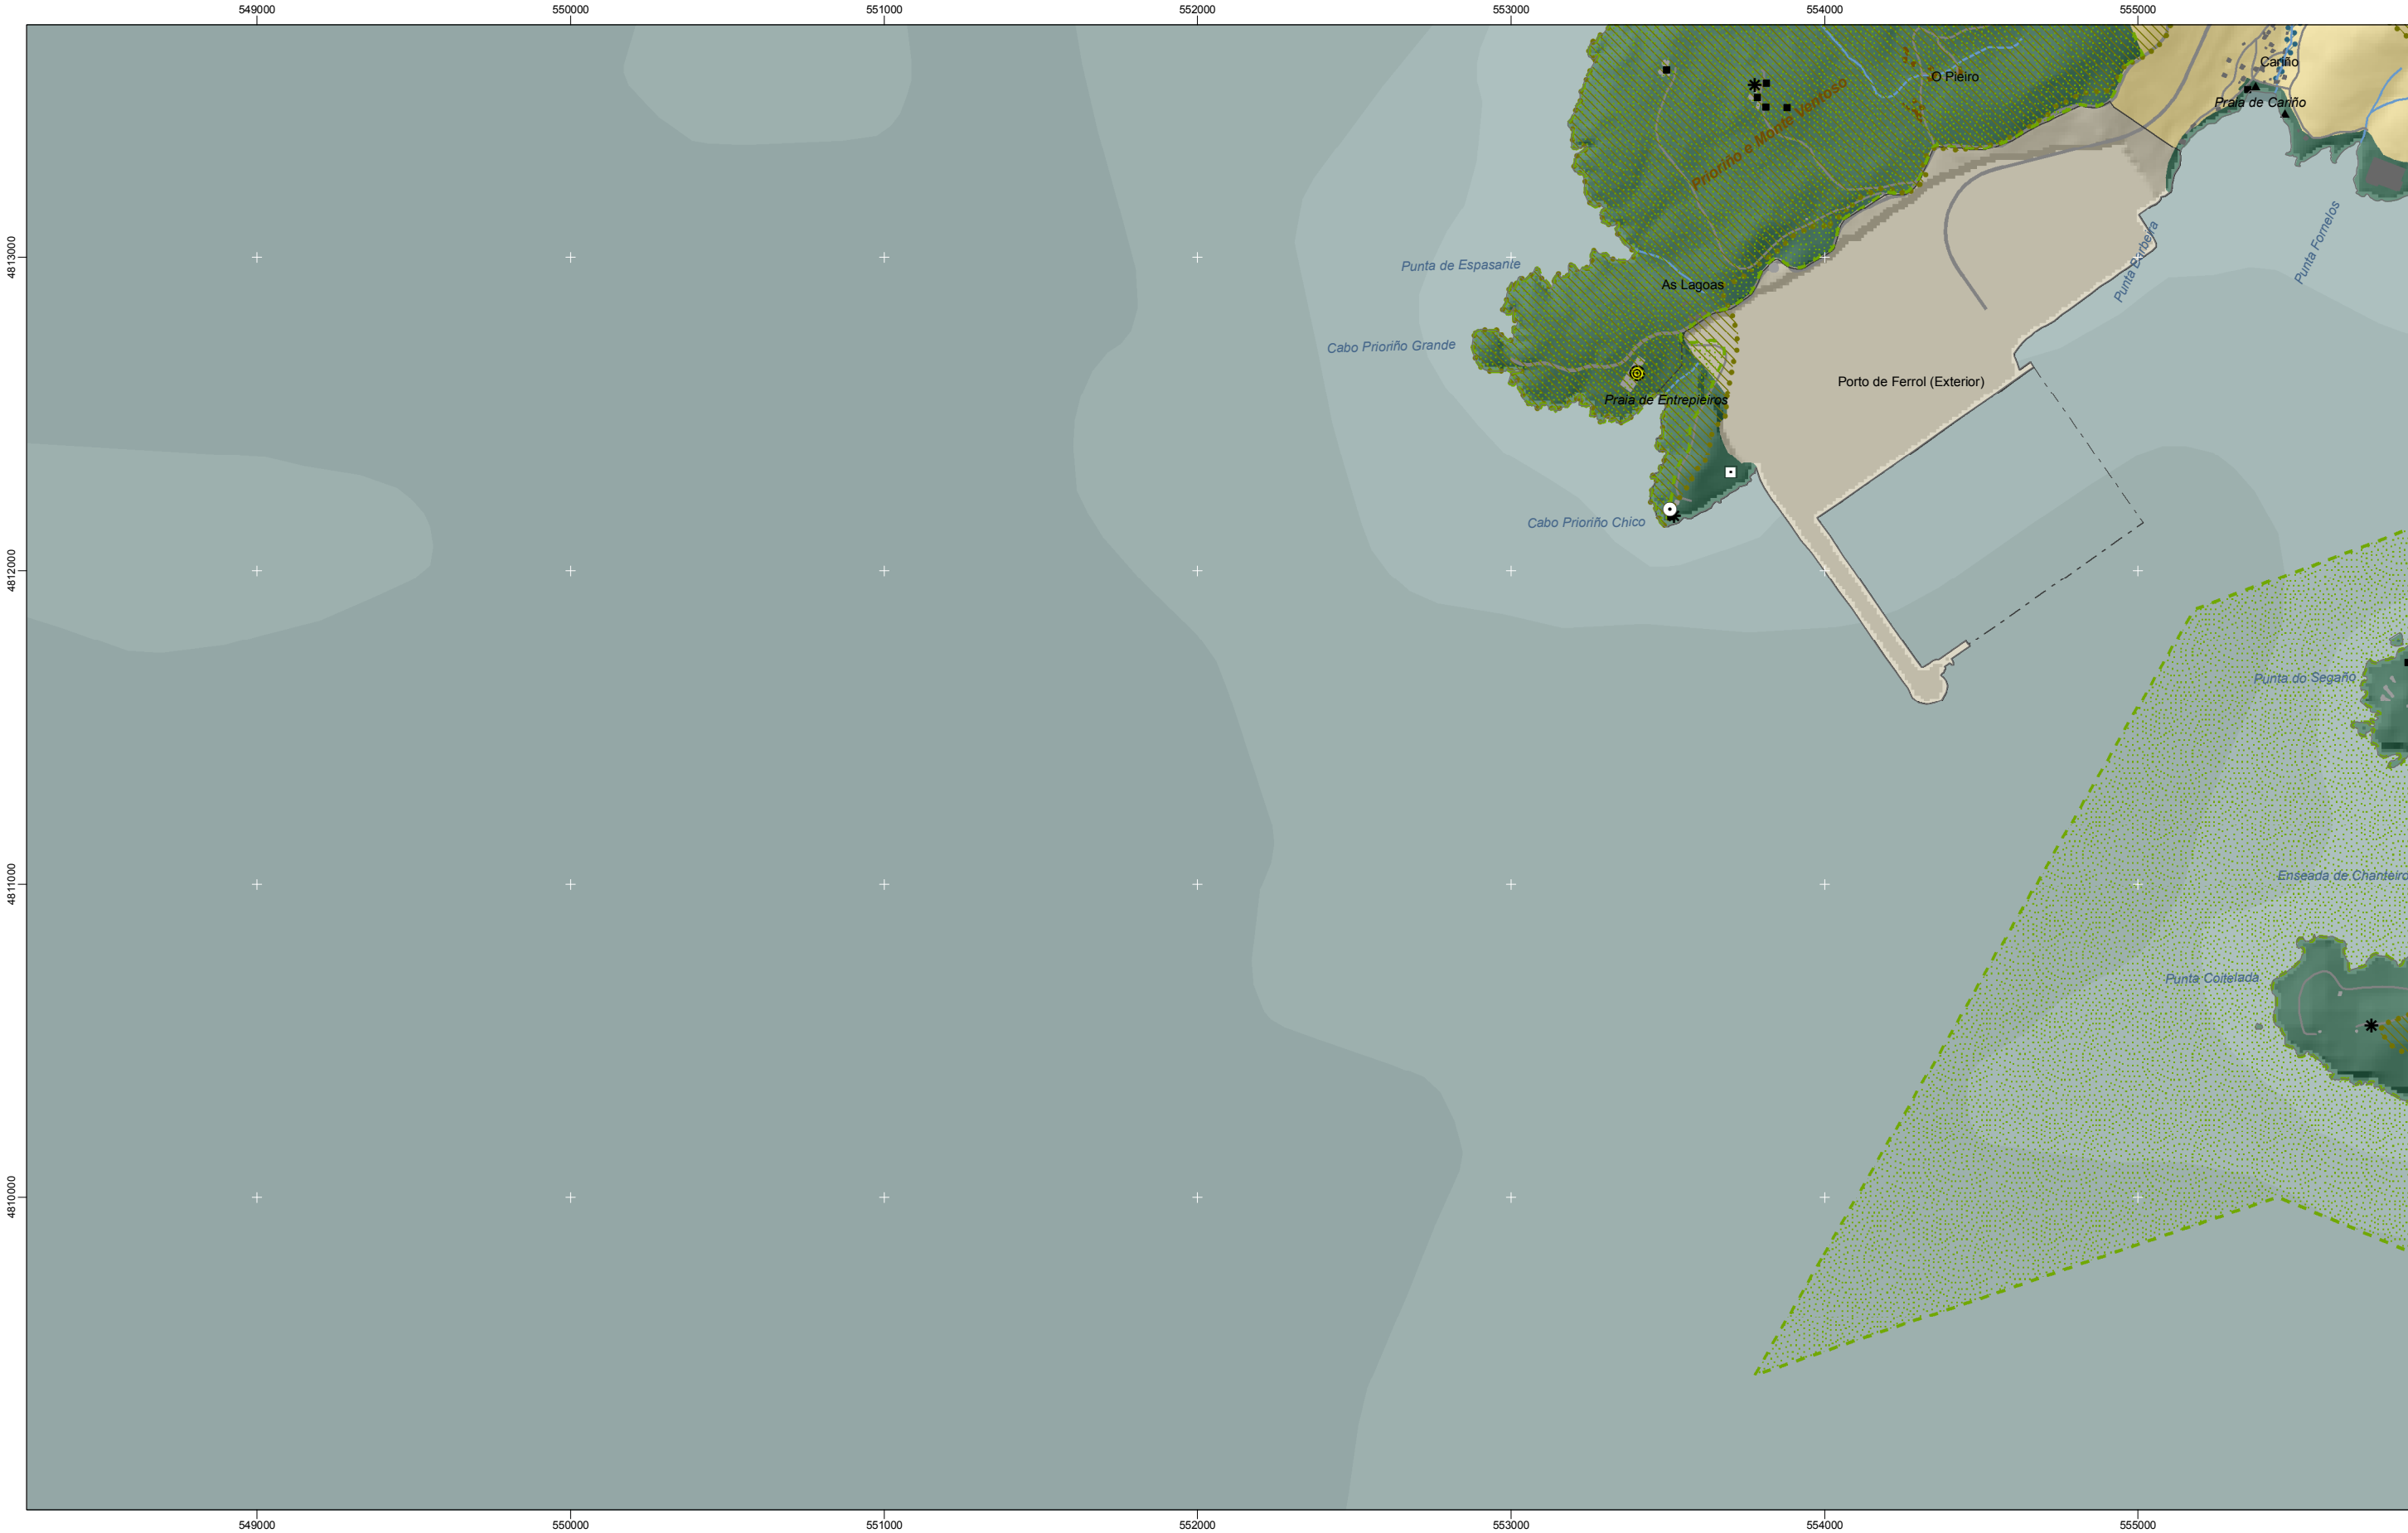 549000 550000 551000 552000 553000 554000 555000
Cariño
O Pieiro
Praia de Cariño
Prioriño e Monte Ventoso
Punta Fornelos
Punta Barbeira
4813000
Punta de Espasante
As Lagoas
Cabo Prioriño Grande
Porto de Ferrol (Exterior)
Praia de Entrepieiros
Cabo Prioriño Chico
4812000
Punta do Segaño
Enseada de Chanteiro
4811000
Punta Coitelada
4810000
549000 550000 551000 552000 553000 554000 555000